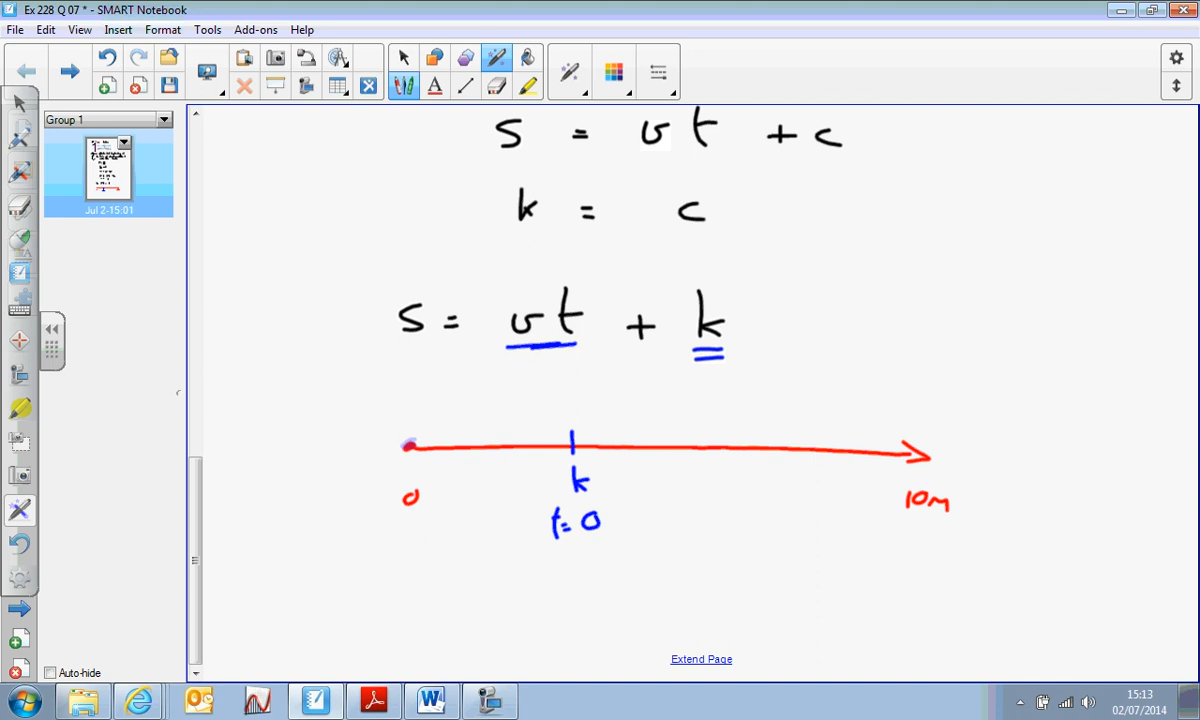 Ex 228 Q 07 * - SMART Notebook
File Edit View Insert Format Tools Add-ons Help
Group 1
Jul 2-15:01
s = vt + c
k = c
s = vt + k
k
0
10m
t = 0
Extend Page
Auto-hide
15:13
02/07/2014